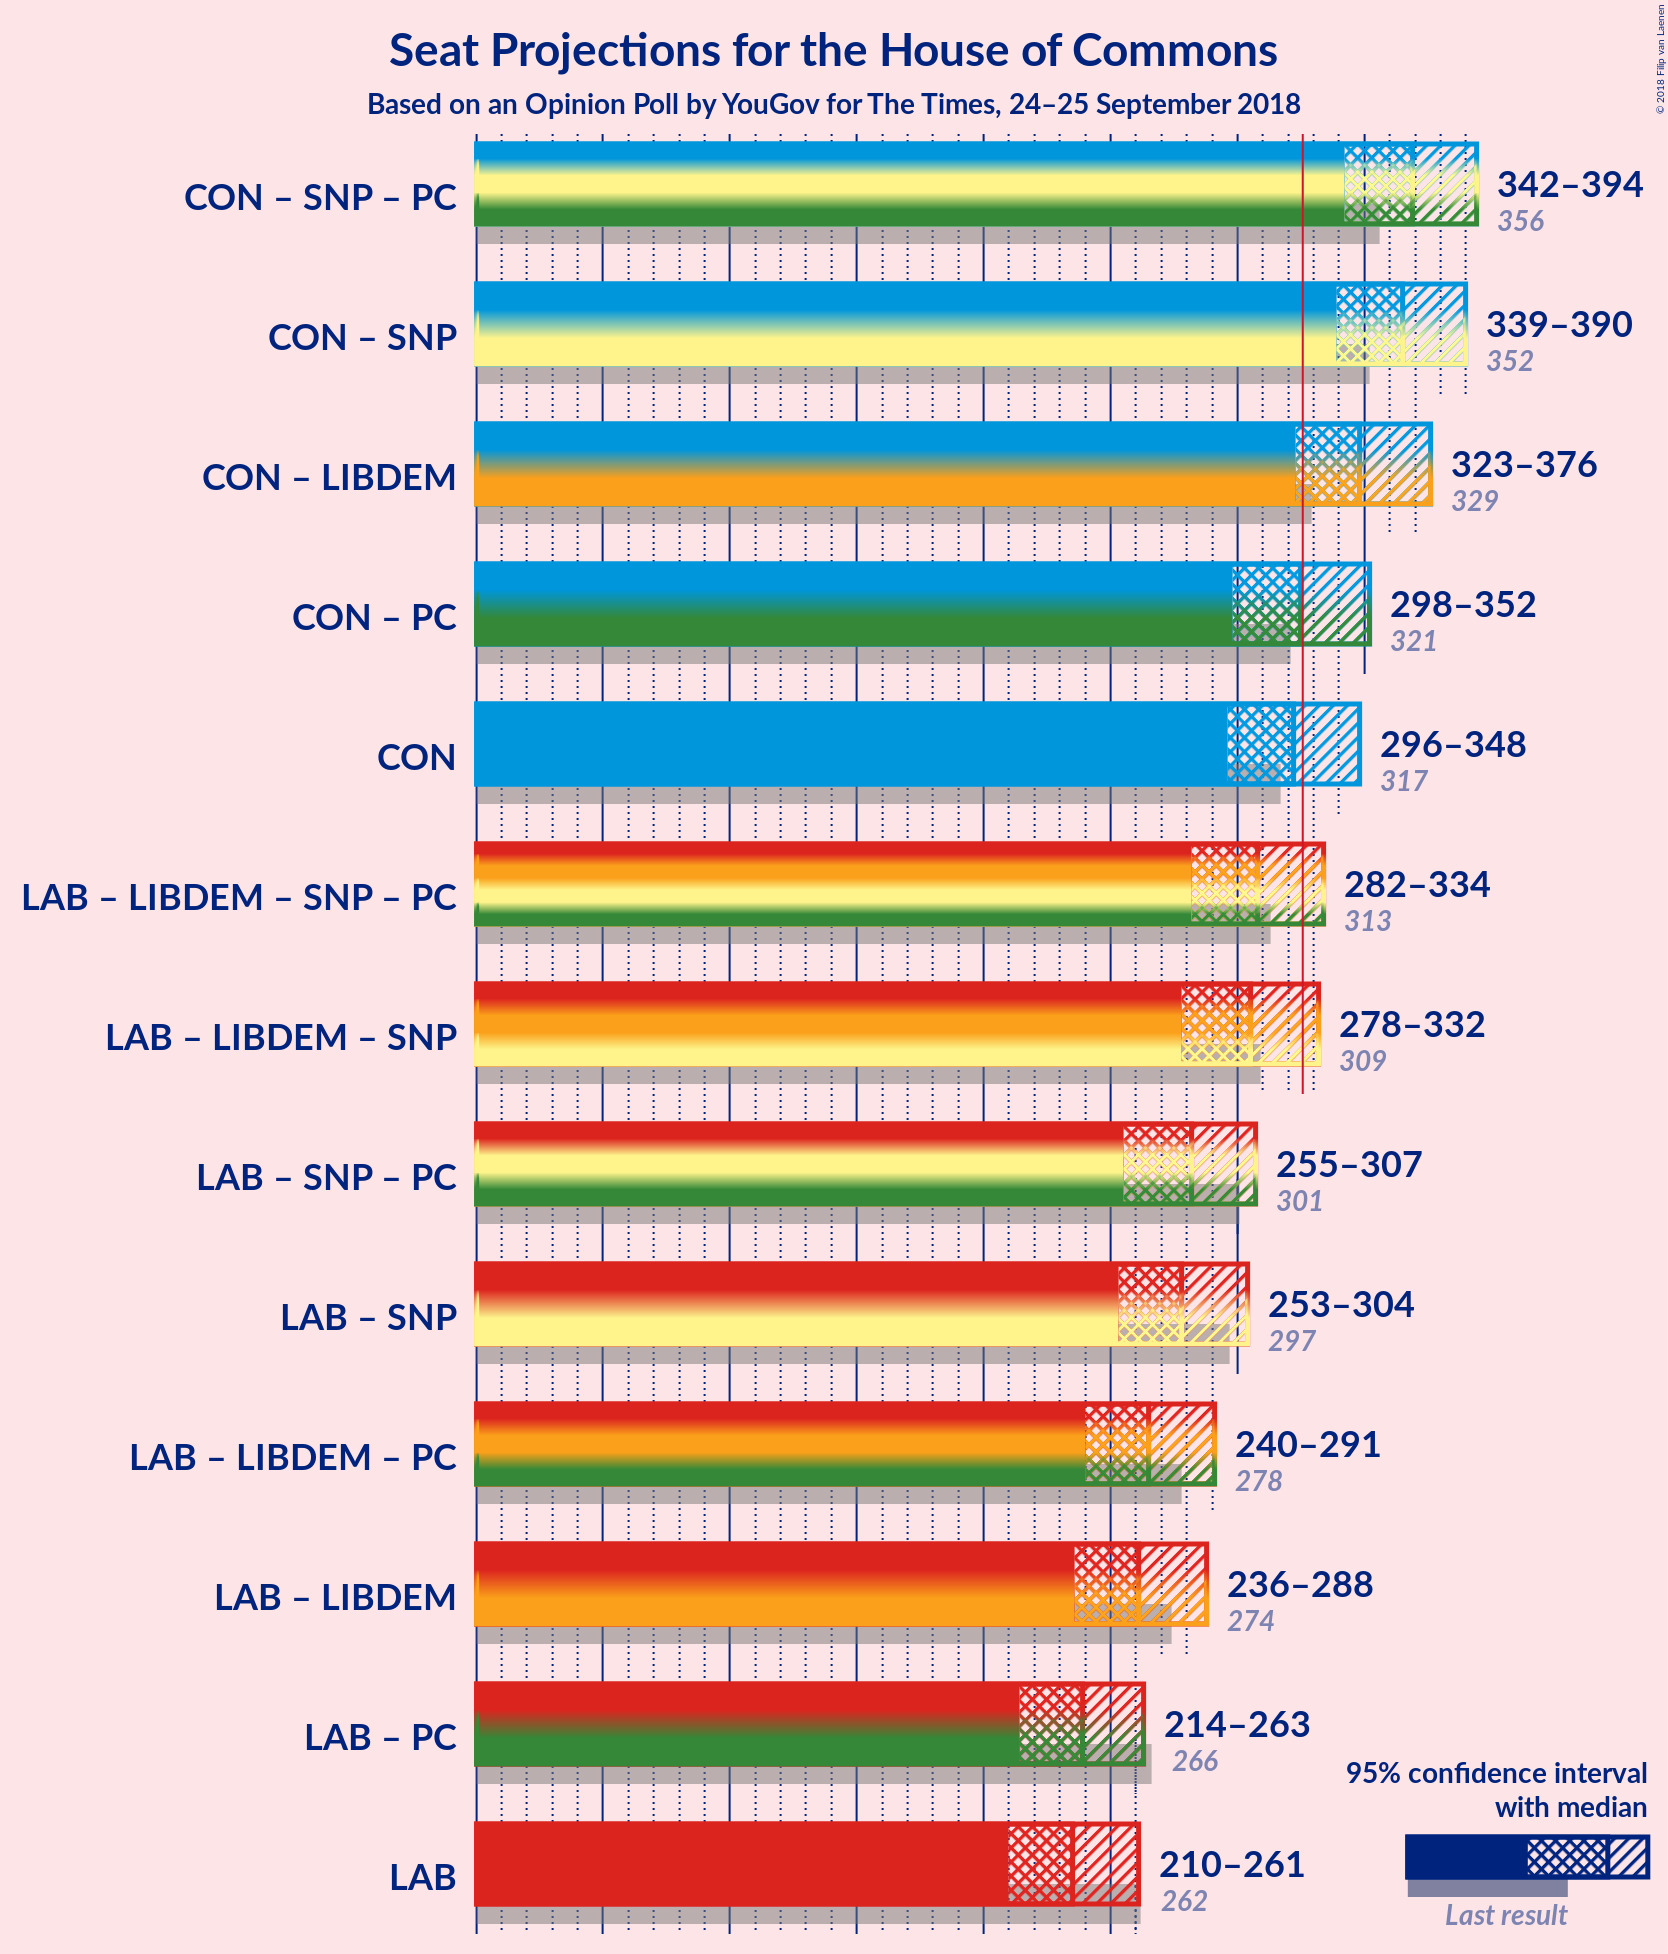 Seat Projections for the House of Commons
Based on an Opinion Poll by YouGov for The Times, 24–25 September 2018
© 2018 Filip van Laenen
CON – SNP – PC
342–394
356
CON – SNP
339–390
352
CON – LIBDEM
323–376
329
CON – PC
298–352
321
CON
296–348
317
LAB – LIBDEM – SNP – PC
282–334
313
LAB – LIBDEM – SNP
278–332
309
LAB – SNP – PC
255–307
301
LAB – SNP
253–304
297
LAB – LIBDEM – PC
240–291
278
LAB – LIBDEM
236–288
274
LAB – PC
214–263
266
LAB
210–261
262
95% confidence interval
with median
Last result